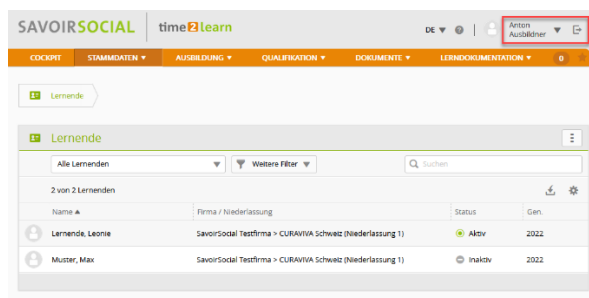 SAVOIRSOCIAL time2learn DE Anton Ausbildner
COCKPIT STAMMDATEN AUSBILDUNG QUALIFIKATION DOKUMENTE LERNDOKUMENTATION 0
Lernende
Lernende
Alle Lernenden Weitere Filter Suchen
2 von 2 Lernenden
Name Firma / Niederlassung Status Gen.
Lernende, Leonie SavoirSocial Testfirma > CURAVIVA Schweiz (Niederlassung 1) Aktiv 2022
Muster, Max SavoirSocial Testfirma > CURAVIVA Schweiz (Niederlassung 1) Inaktiv 2022